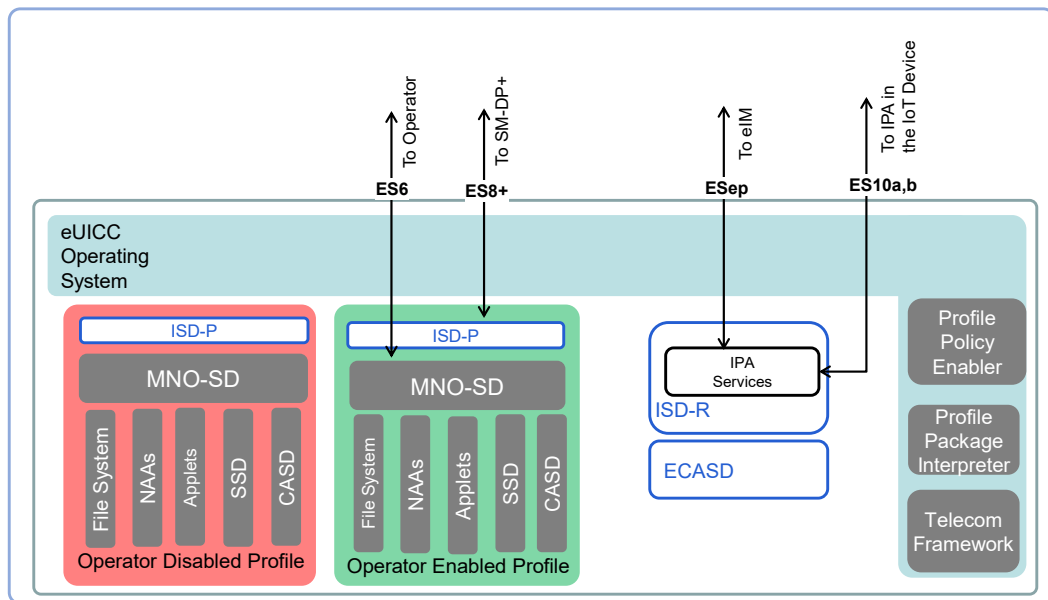 To Operator
To SM-DP+
To eIM
To IPA in
the IoT Device
ES6
ES8+
ESep
ES10a,b
eUICC
Operating
System
ISD-P
MNO-SD
File System
NAAs
Applets
SSD
CASD
Operator Disabled Profile
ISD-P
MNO-SD
File System
NAAs
Applets
SSD
CASD
Operator Enabled Profile
IPA
Services
ISD-R
ECASD
Profile
Policy
Enabler
Profile
Package
Interpreter
Telecom
Framework